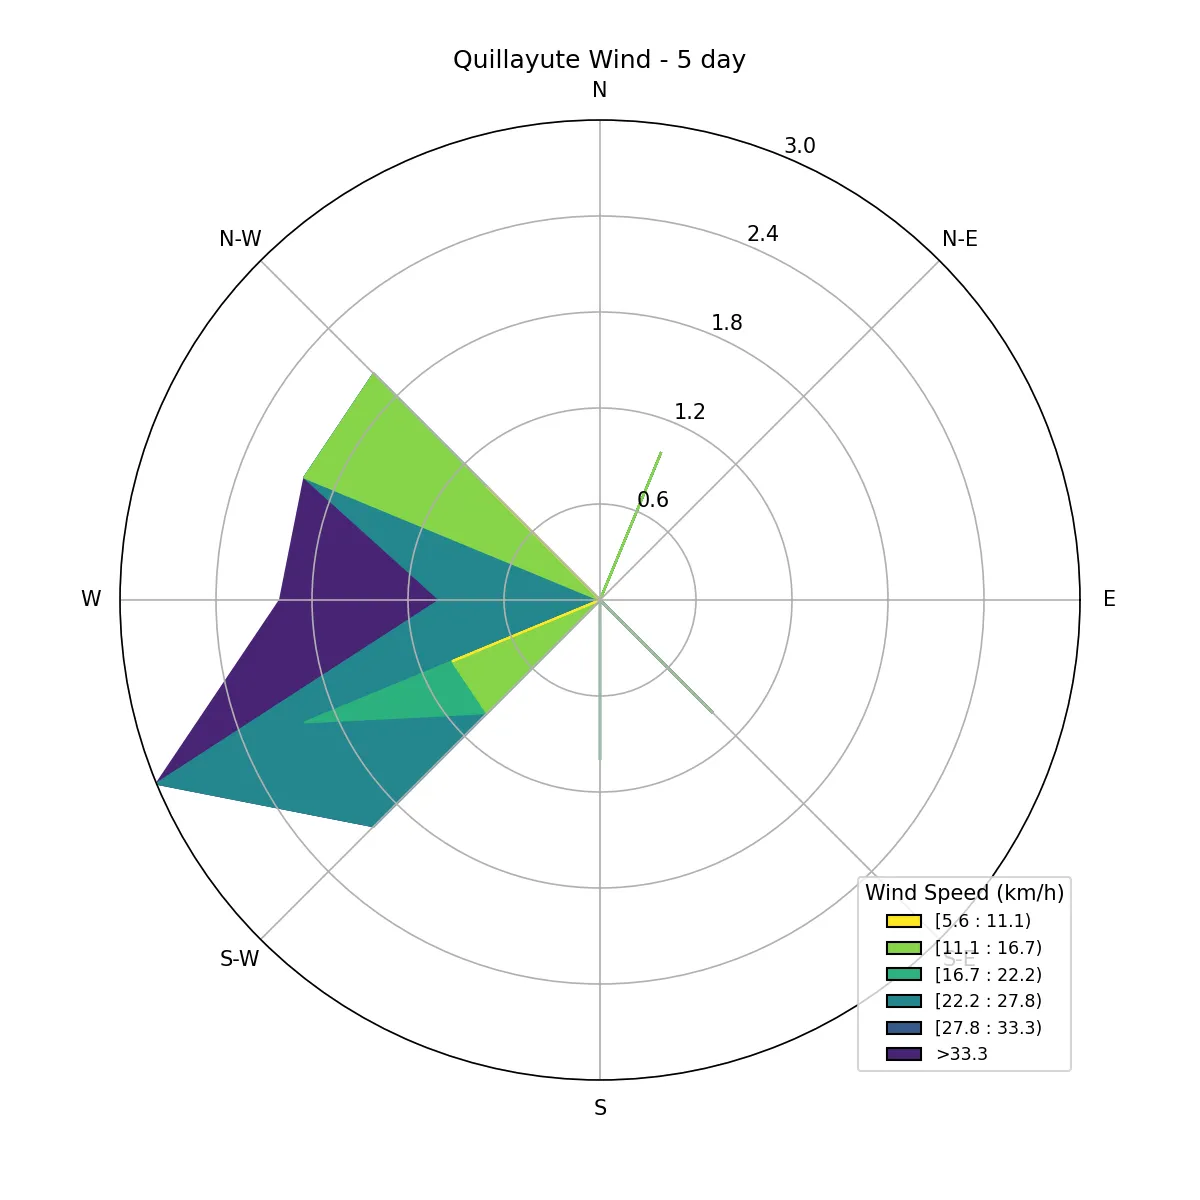 Quillayute Wind - 5 day
N
3.0
N-W
N-E
2.4
1.8
1.2
0.6
W
E
S-W
S-E
S
Wind Speed (km/h)
[5.6 : 11.1)
[11.1 : 16.7)
[16.7 : 22.2)
[22.2 : 27.8)
[27.8 : 33.3)
>33.3